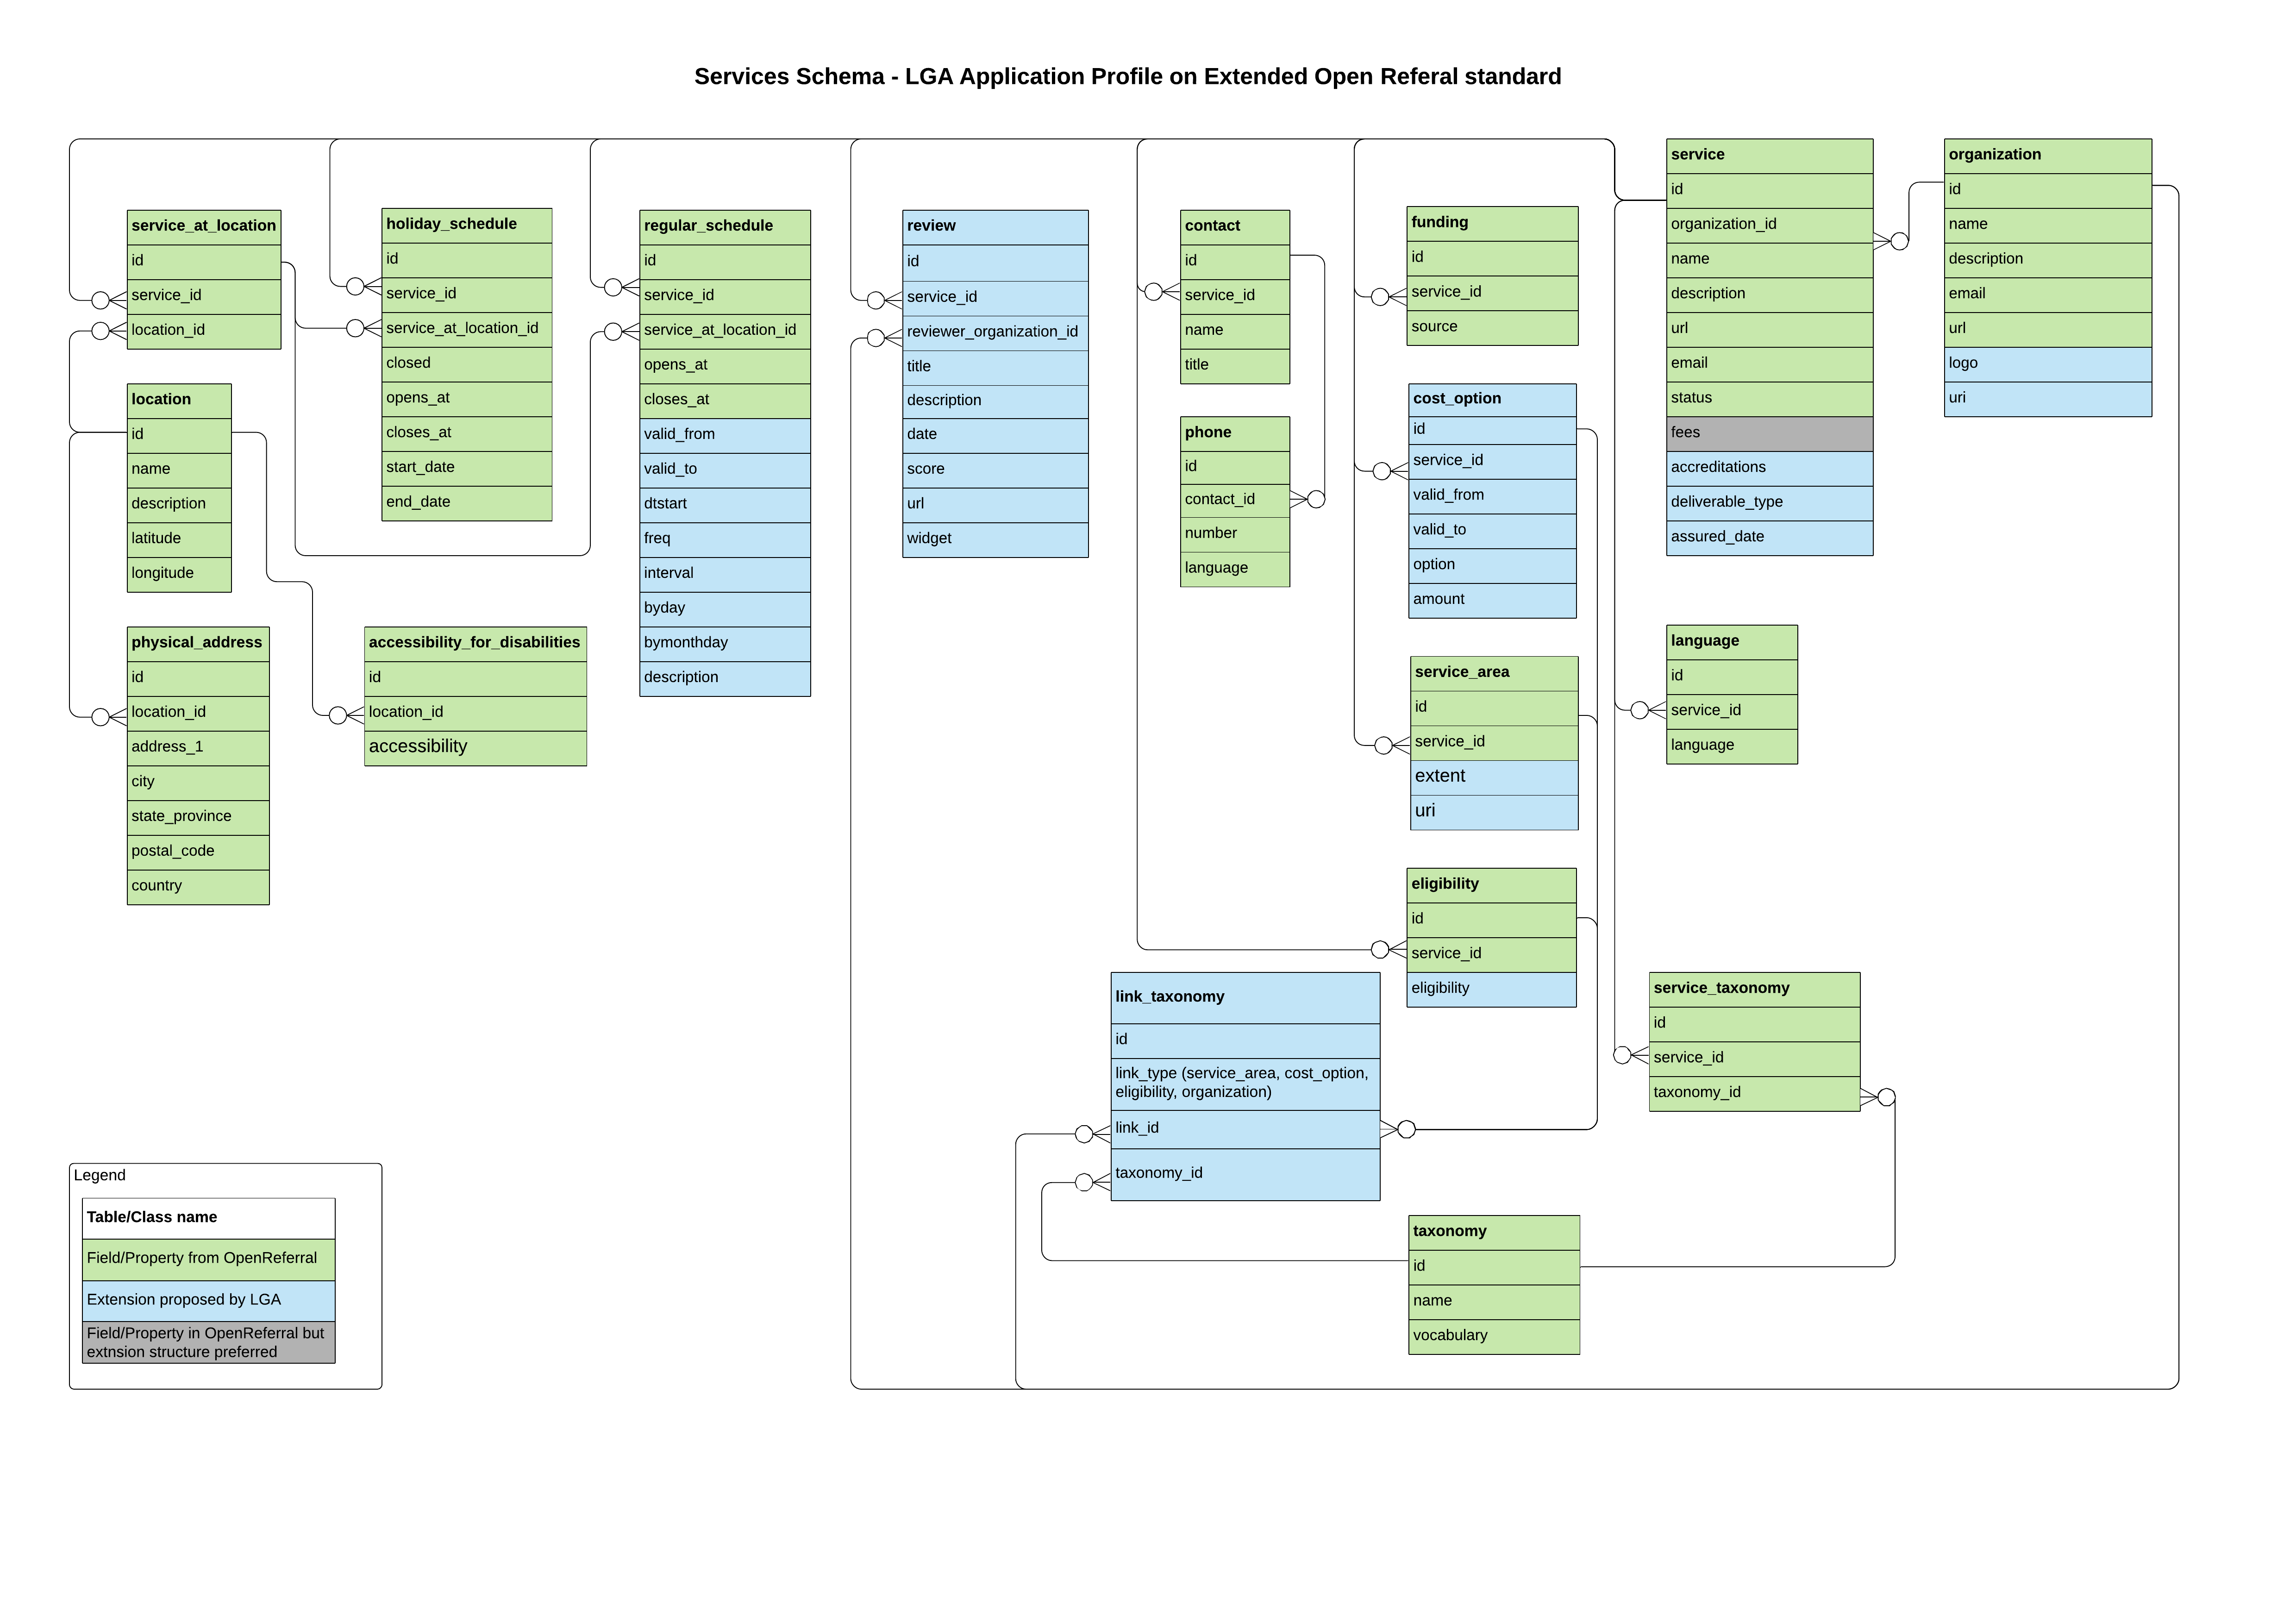 Services Schema - LGA Application Profile on Extended Open Referal standard
service_at_location
id
service_id
location_id
location
id
name
description
latitude
longitude
physical_address
id
location_id
address_1
city
state_province
postal_code
country
holiday_schedule
id
service_id
service_at_location_id
closed
opens_at
closes_at
start_date
end_date
accessibility_for_disabilities
id
location_id
accessibility
regular_schedule
id
service_id
service_at_location_id
opens_at
closes_at
valid_from
valid_to
dtstart
freq
interval
byday
bymonthday
description
review
id
service_id
reviewer_organization_id
title
description
date
score
url
widget
contact
id
service_id
name
title
phone
id
contact_id
number
language
funding
id
service_id
source
cost_option
id
service_id
valid_from
valid_to
option
amount
service_area
id
service_id
extent
uri
eligibility
id
service_id
eligibility
link_taxonomy
id
link_type (service_area, cost_option,
eligibility, organization)
link_id
taxonomy_id
taxonomy
id
name
vocabulary
service
id
organization_id
name
description
url
email
status
fees
accreditations
deliverable_type
assured_date
language
id
service_id
language
service_taxonomy
id
service_id
taxonomy_id
organization
id
name
description
email
url
logo
uri
Legend
Table/Class name
Field/Property from OpenReferral
Extension proposed by LGA
Field/Property in OpenReferral but
extnsion structure preferred